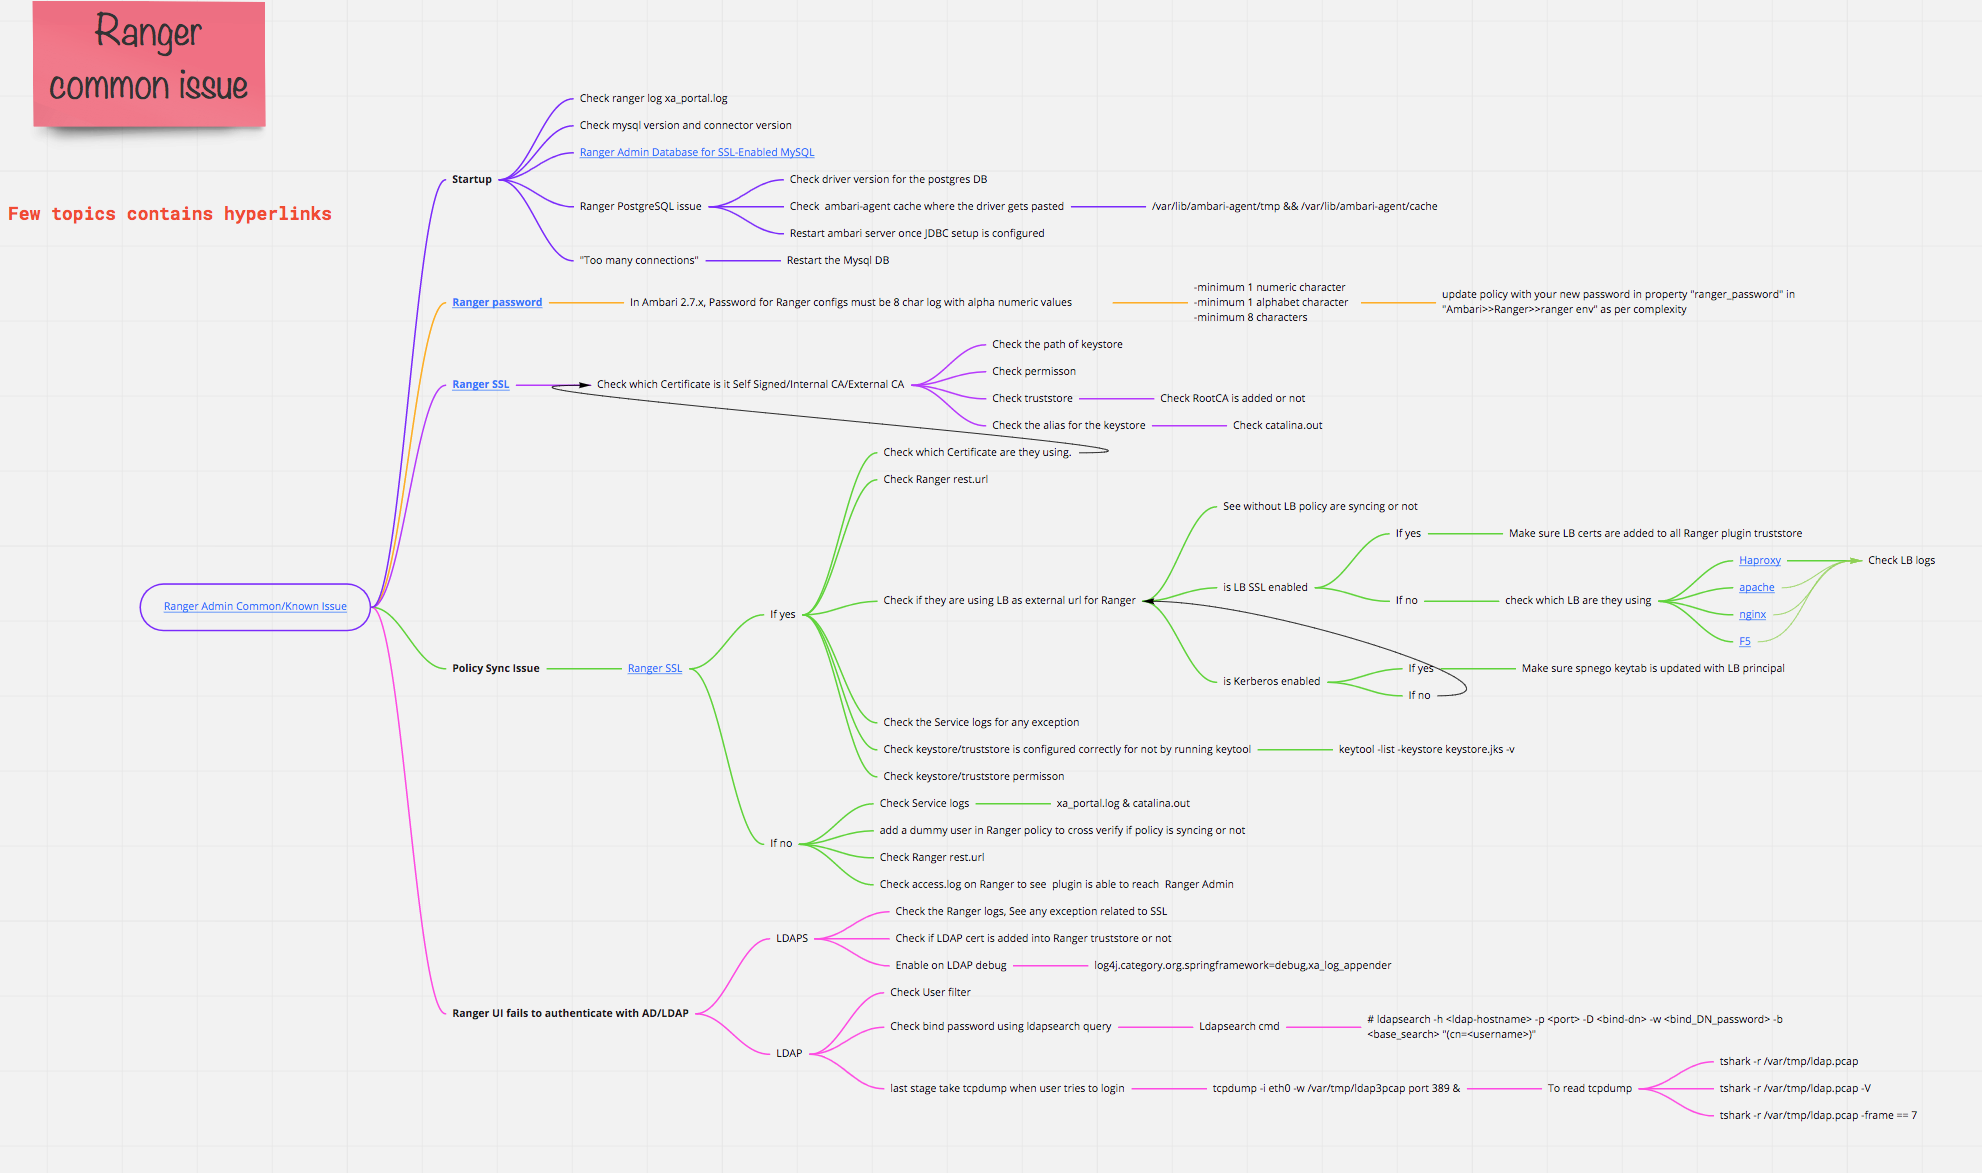 Ranger
common issue
Few topics contains hyperlinks
Ranger Admin Common/Known Issue
Startup
Check ranger log xa_portal.log
Check mysql version and connector version
Ranger Admin Database for SSL-Enabled MySQL
Ranger PostgreSQL issue
Check driver version for the postgres DB
Check  ambari-agent cache where the driver gets pasted
/var/lib/ambari-agent/tmp && /var/lib/ambari-agent/cache
Restart ambari server once JDBC setup is configured
"Too many connections"
Restart the Mysql DB
Ranger password
In Ambari 2.7.x, Password for Ranger configs must be 8 char log with alpha numeric values
-minimum 1 numeric character
-minimum 1 alphabet character
-minimum 8 characters
update policy with your new password in property "ranger_password" in
"Ambari>>Ranger>>ranger env" as per complexity
Ranger SSL
Check which Certificate is it Self Signed/Internal CA/External CA
Check the path of keystore
Check permisson
Check truststore
Check RootCA is added or not
Check the alias for the keystore
Check catalina.out
Policy Sync Issue
Ranger SSL
If yes
Check which Certificate are they using.
Check Ranger rest.url
Check if they are using LB as external url for Ranger
See without LB policy are syncing or not
is LB SSL enabled
If yes
Make sure LB certs are added to all Ranger plugin truststore
If no
check which LB are they using
Haproxy
apache
nginx
F5
Check LB logs
is Kerberos enabled
If yes
Make sure spnego keytab is updated with LB principal
If no
Check the Service logs for any exception
Check keystore/truststore is configured correctly for not by running keytool
keytool -list -keystore keystore.jks -v
Check keystore/truststore permisson
If no
Check Service logs
xa_portal.log & catalina.out
add a dummy user in Ranger policy to cross verify if policy is syncing or not
Check Ranger rest.url
Check access.log on Ranger to see  plugin is able to reach  Ranger Admin
Ranger UI fails to authenticate with AD/LDAP
LDAPS
Check the Ranger logs, See any exception related to SSL
Check if LDAP cert is added into Ranger truststore or not
Enable on LDAP debug
log4j.category.org.springframework=debug,xa_log_appender
LDAP
Check User filter
Check bind password using ldapsearch query
Ldapsearch cmd
# ldapsearch -h <ldap-hostname> -p <port> -D <bind-dn> -w <bind_DN_password> -b
<base_search> "(cn=<username>)"
last stage take tcpdump when user tries to login
tcpdump -i eth0 -w /var/tmp/ldap3pcap port 389 &
To read tcpdump
tshark -r /var/tmp/ldap.pcap
tshark -r /var/tmp/ldap.pcap -V
tshark -r /var/tmp/ldap.pcap -frame == 7